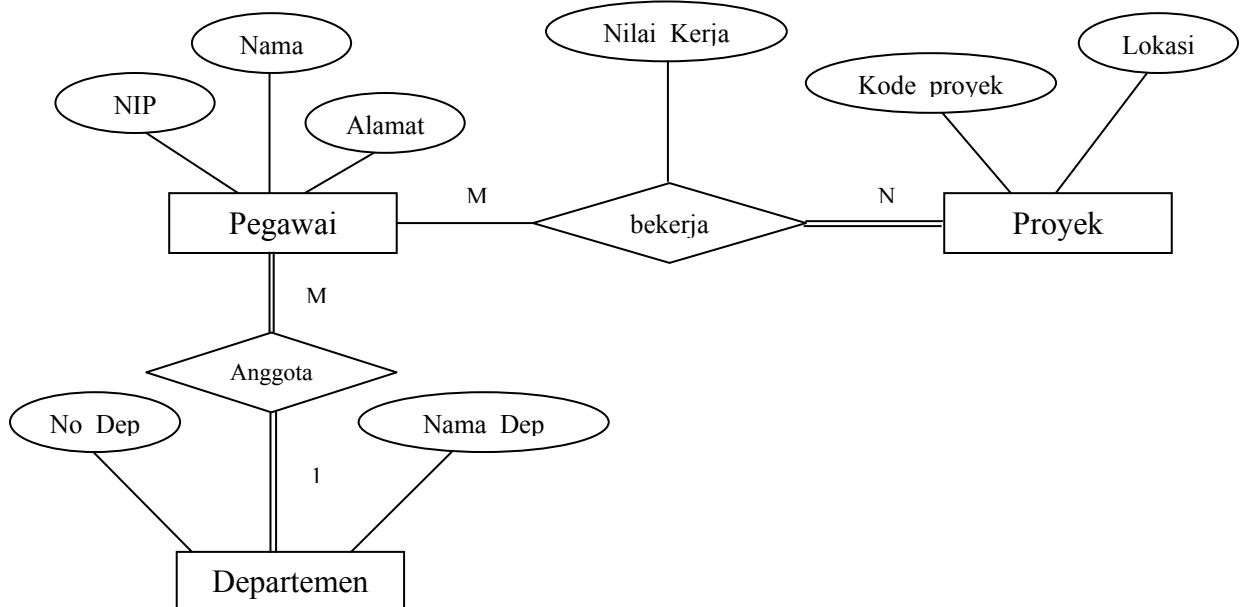 Nama
Nilai Kerja
Lokasi
NIP
Kode proyek
Alamat
M
N
Pegawai
bekerja
Proyek
M
Anggota
No Dep
Nama Dep
1
Departemen